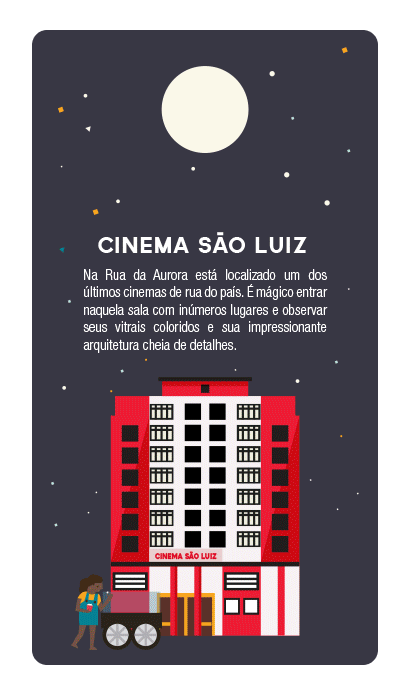 CINEMA SÃO LUIZ
Na Rua da Aurora está localizado um dos
últimos cinemas de rua do país. É mágico entrar
naquela sala com inúmeros lugares e observar
seus vitrais coloridos e sua impressionante
arquitetura cheia de detalhes.
CINEMA SÃO LUIZ